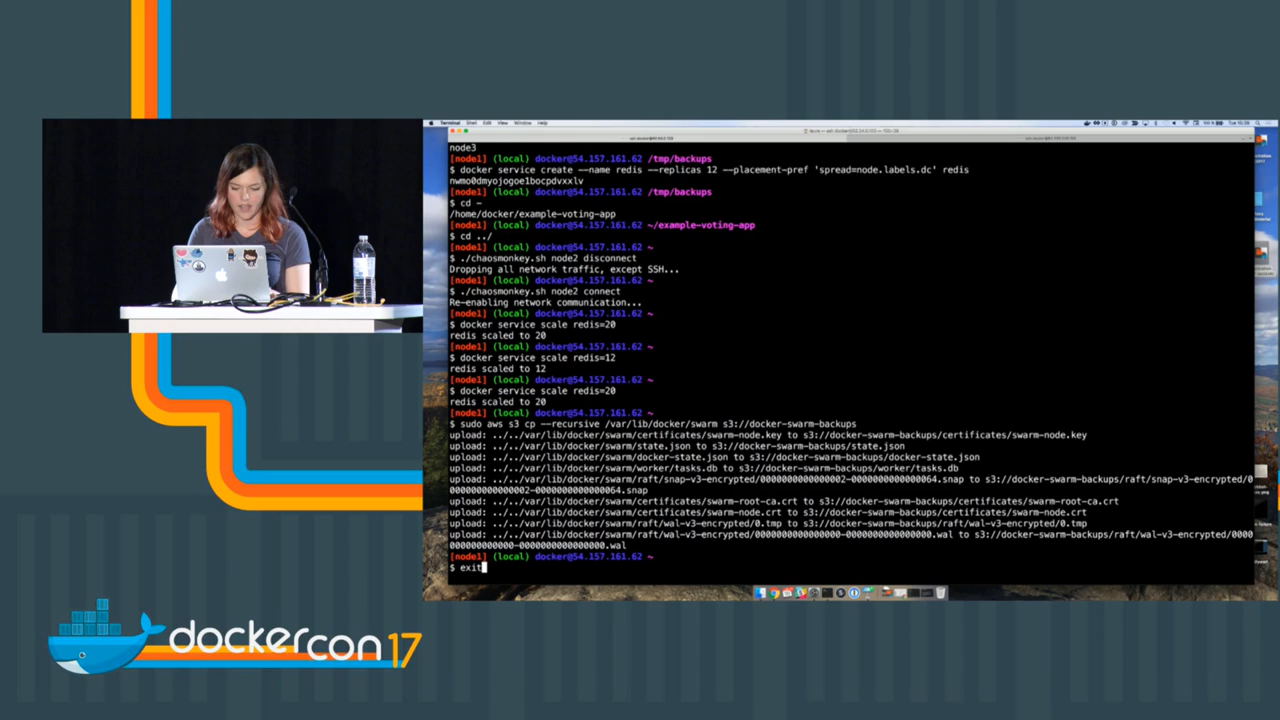 Terminal Shell Edit View Window Help
node3
[node1] (local) docker@54.157.161.62 /tmp/backups
$ docker service create --name redis --replicas 12 --placement-pref 'spread=node.labels.dc' redis
nwmo0dmyojogoe1bocpdvxxlv
[node1] (local) docker@54.157.161.62 /tmp/backups
$ cd -
/home/docker/example-voting-app
[node1] (local) docker@54.157.161.62 ~/example-voting-app
$ cd ../
[node1] (local) docker@54.157.161.62 ~
$ ./chaosmonkey.sh node2 disconnect
Dropping all network traffic, except SSH...
[node1] (local) docker@54.157.161.62 ~
$ ./chaosmonkey.sh node2 connect
Re-enabling network communication...
[node1] (local) docker@54.157.161.62 ~
$ docker service scale redis=20
redis scaled to 20
[node1] (local) docker@54.157.161.62 ~
$ docker service scale redis=12
redis scaled to 12
[node1] (local) docker@54.157.161.62 ~
$ docker service scale redis=20
redis scaled to 20
[node1] (local) docker@54.157.161.62 ~
$ sudo aws s3 cp --recursive /var/lib/docker/swarm s3://docker-swarm-backups
upload: ../../var/lib/docker/swarm/certificates/swarm-node.key to s3://docker-swarm-backups/certificates/swarm-node.key
upload: ../../var/lib/docker/swarm/state.json to s3://docker-swarm-backups/state.json
upload: ../../var/lib/docker/swarm/docker-state.json to s3://docker-swarm-backups/docker-state.json
upload: ../../var/lib/docker/swarm/worker/tasks.db to s3://docker-swarm-backups/worker/tasks.db
upload: ../../var/lib/docker/swarm/raft/snap-v3-encrypted/0000000000000002-0000000000000064.snap to s3://docker-swarm-backups/raft/snap-v3-encrypted/0
000000000000002-0000000000000064.snap
upload: ../../var/lib/docker/swarm/certificates/swarm-root-ca.crt to s3://docker-swarm-backups/certificates/swarm-root-ca.crt
upload: ../../var/lib/docker/swarm/certificates/swarm-node.crt to s3://docker-swarm-backups/certificates/swarm-node.crt
upload: ../../var/lib/docker/swarm/raft/wal-v3-encrypted/0.tmp to s3://docker-swarm-backups/raft/wal-v3-encrypted/0.tmp
upload: ../../var/lib/docker/swarm/raft/wal-v3-encrypted/0000000000000000-0000000000000000.wal to s3://docker-swarm-backups/raft/wal-v3-encrypted/0000
000000000000-0000000000000000.wal
[node1] (local) docker@54.157.161.62 ~
$ exit
dockercon 17